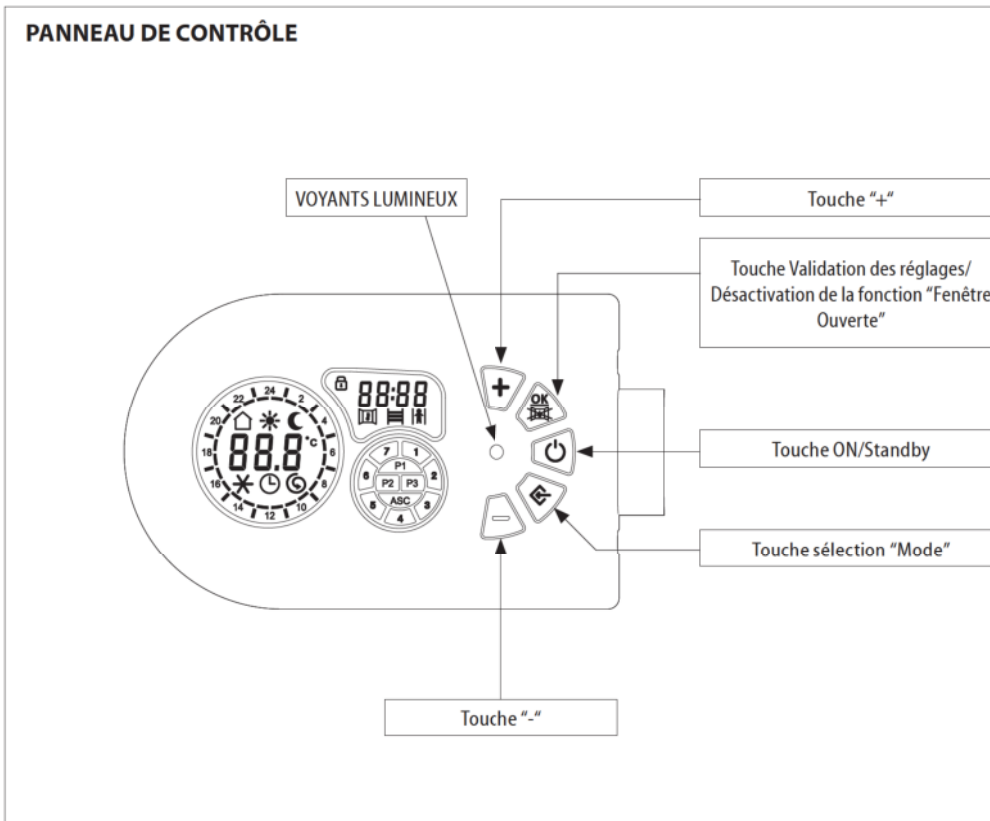 PANNEAU DE CONTRÔLE
VOYANTS LUMINEUX
Touche “+“
Touche Validation des réglages/
Désactivation de la fonction “Fenêtre
Ouverte”
Touche ON/Standby
Touche sélection “Mode”
Touche “-“
24
2
4
6
8
10
12
14
16
18
20
22
88.8
°C
88:88
7
1
6
P1
2
P2
P3
5
ASC
3
4
OK